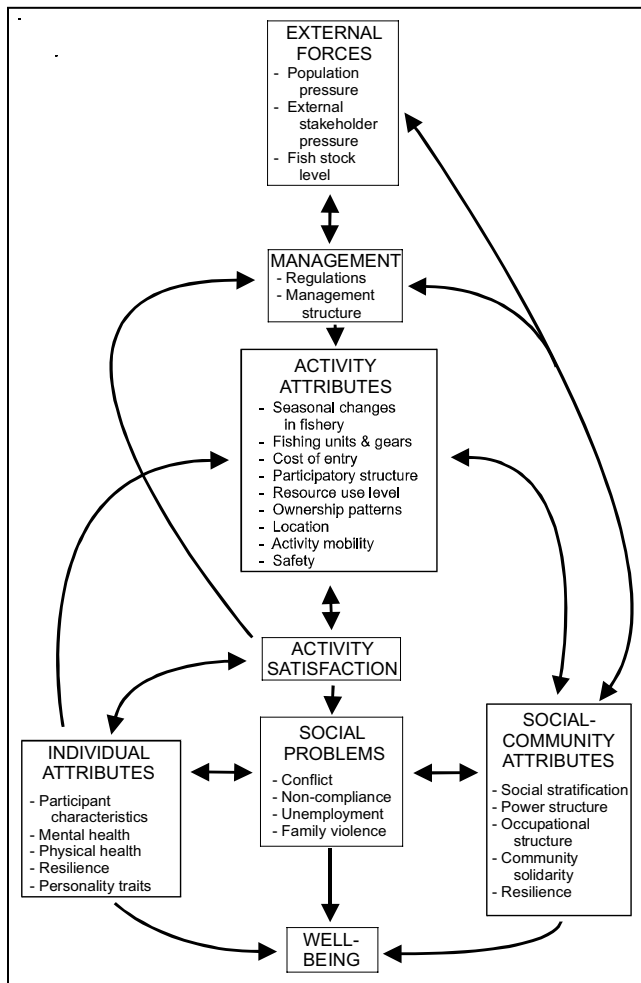 EXTERNAL
FORCES
- Population
pressure
- External
stakeholder
pressure
- Fish stock
level
MANAGEMENT
- Regulations
- Management
structure
ACTIVITY
ATTRIBUTES
- Seasonal changes
in fishery
- Fishing units & gears
- Cost of entry
- Participatory structure
- Resource use level
- Ownership patterns
- Location
- Activity mobility
- Safety
ACTIVITY
SATISFACTION
INDIVIDUAL
ATTRIBUTES
- Participant
characteristics
- Mental health
- Physical health
- Resilience
- Personality traits
SOCIAL
PROBLEMS
- Conflict
- Non-compliance
- Unemployment
- Family violence
SOCIAL-
COMMUNITY
ATTRIBUTES
- Social stratification
- Power structure
- Occupational
structure
- Community
solidarity
- Resilience
WELL-
BEING